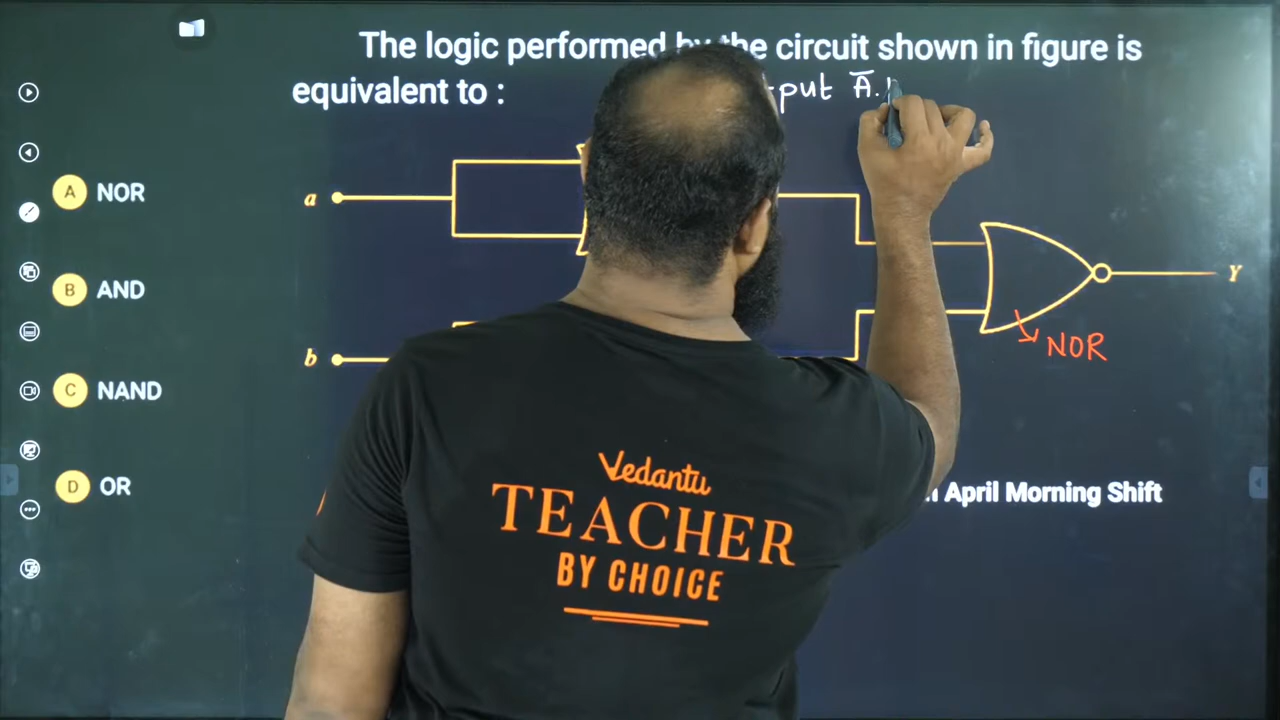 The logic performed by the circuit shown in figure is
equivalent to :
put A̅.
A NOR
B AND
C NAND
D OR
a
b
Y
NOR
April Morning Shift
Vedantu
TEACHER
BY CHOICE